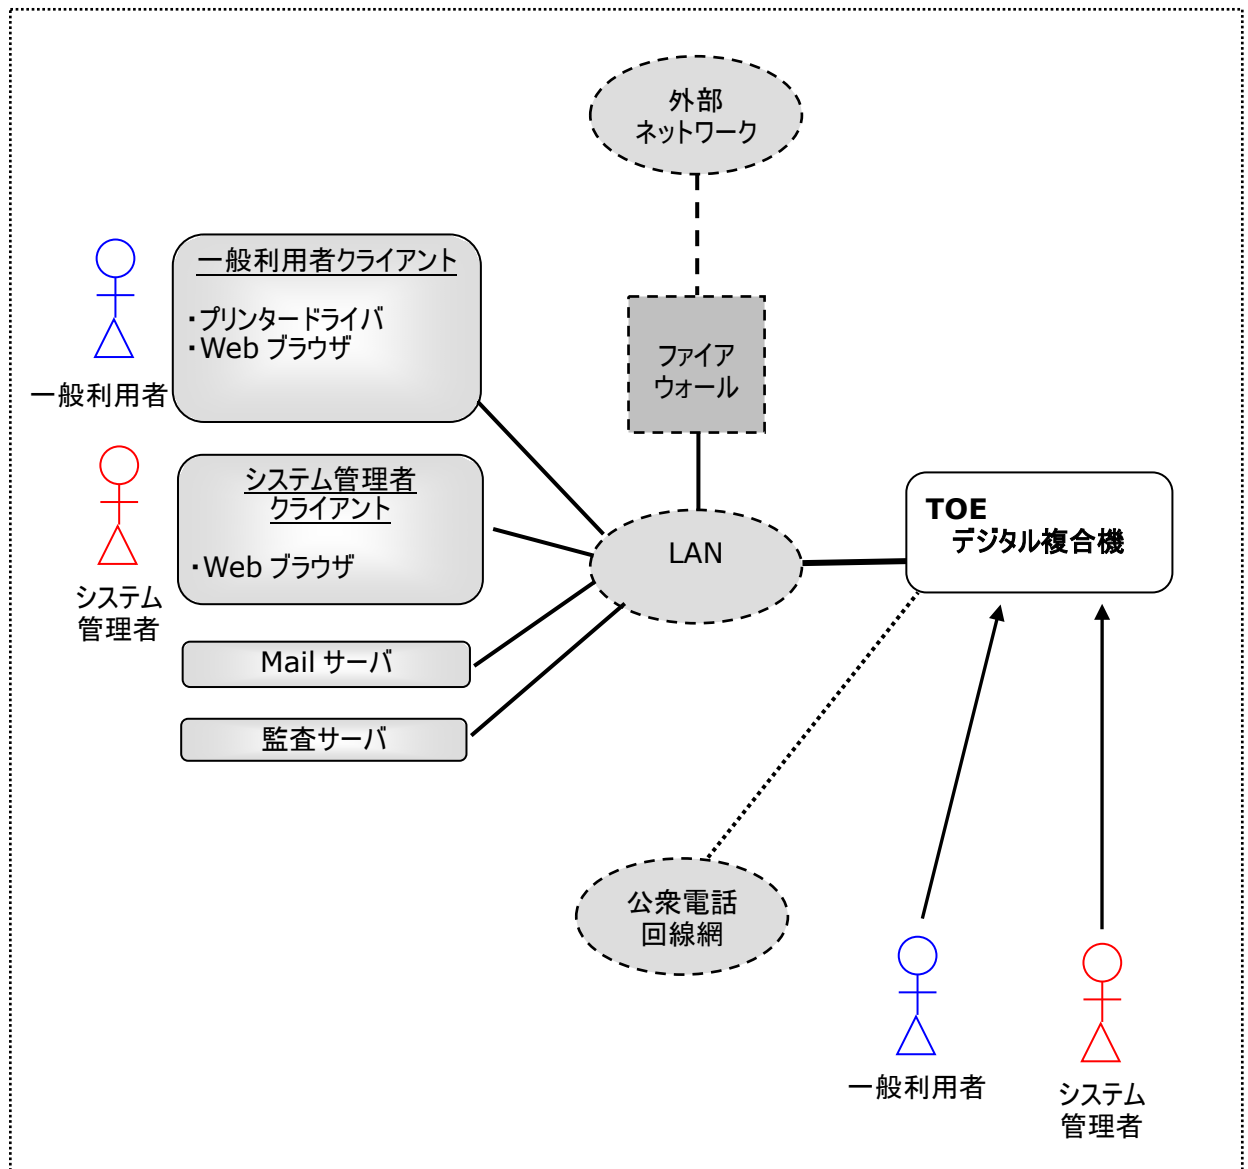 外部
ネットワーク
一般利用者クライアント
・プリンタードライバ
・Web ブラウザ
一般利用者
ファイア
ウォール
システム管理者
クライアント
・Web ブラウザ
システム
管理者
LAN
TOE
デジタル複合機
Mail サーバ
監査サーバ
公衆電話
回線網
一般利用者
システム
管理者